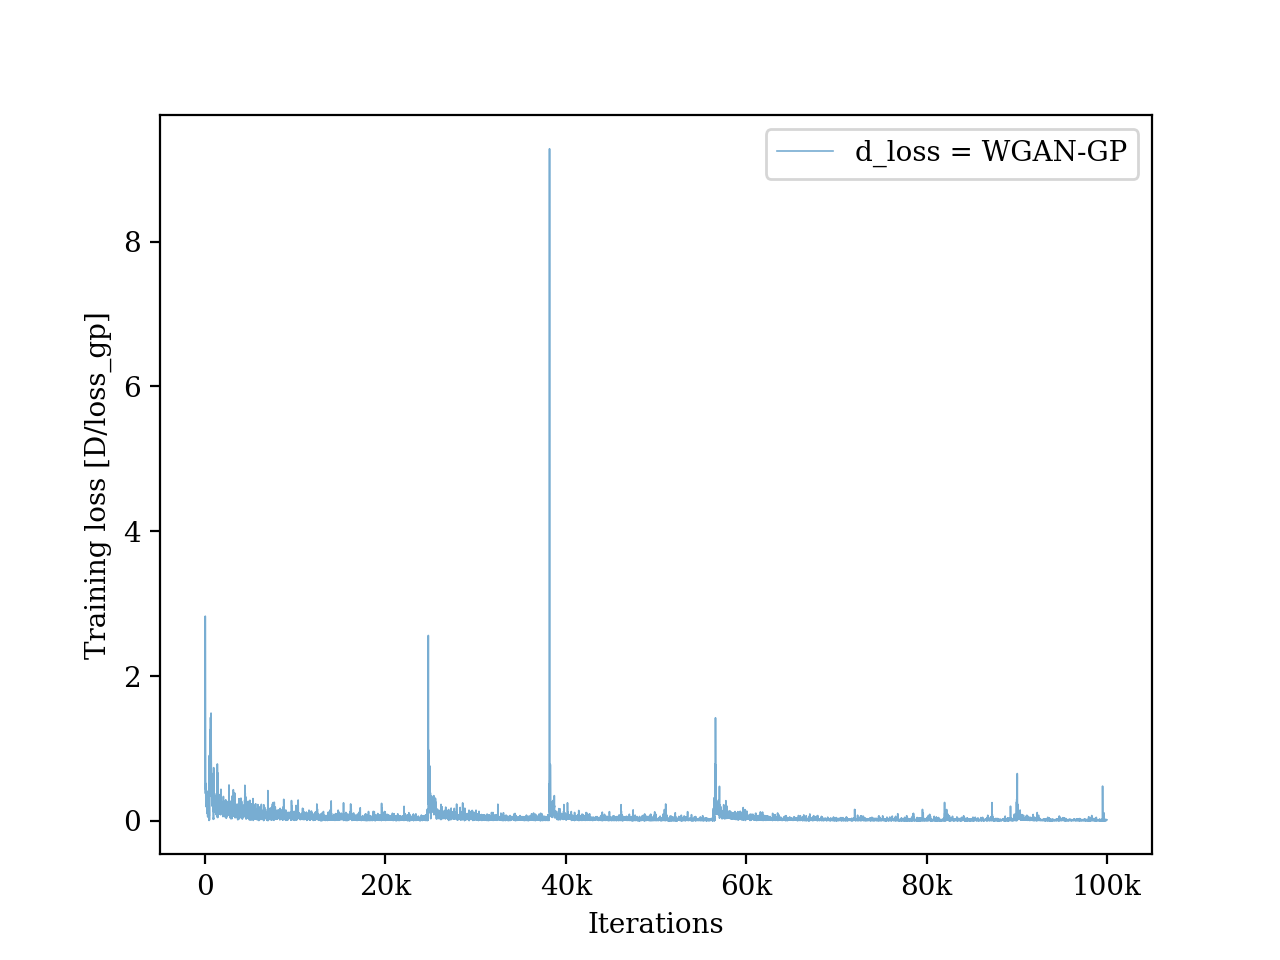 d_loss = WGAN-GP
Training loss [D/loss_gp]
8
6
4
2
0
0 20k 40k 60k 80k 100k
Iterations